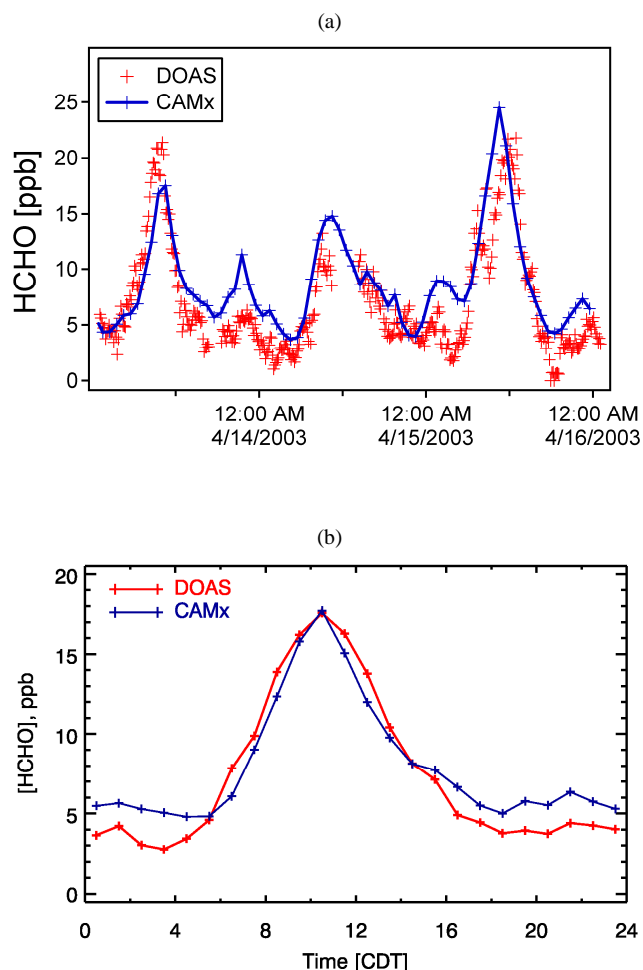 (a)
DOAS
CAMx
HCHO [ppb]
25
20
15
10
5
0
12:00 AM 12:00 AM 12:00 AM
4/14/2003 4/15/2003 4/16/2003
(b)
DOAS
CAMx
[HCHO], ppb
20
15
10
5
0
0 4 8 12 16 20 24
Time [CDT]